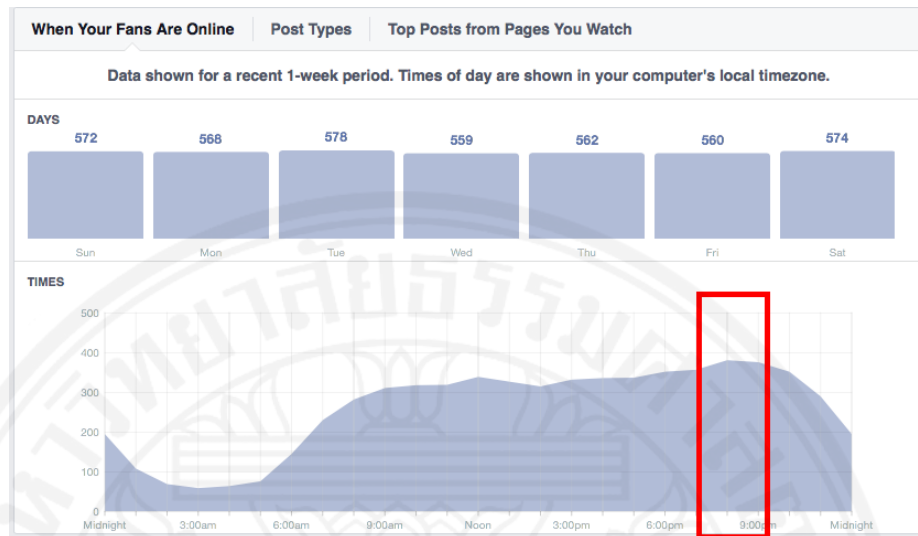 When Your Fans Are Online Post Types Top Posts from Pages You Watch
Data shown for a recent 1-week period. Times of day are shown in your computer's local timezone.
DAYS
572 568 578 559 562 560 574
Sun Mon Tue Wed Thu Fri Sat
TIMES
500
400
300
200
100
0
Midnight 3:00am 6:00am 9:00am Noon 3:00pm 6:00pm 9:00pm Midnight